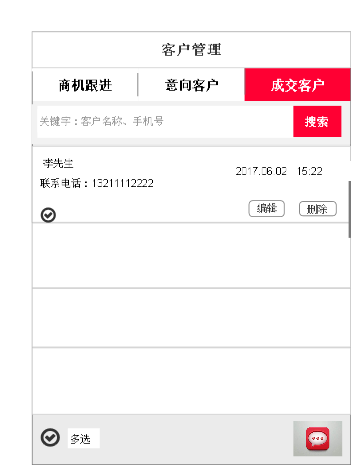 客户管理
商机跟进 意向客户 成交客户
关键字：客户名称、手机号 搜索
李先生
2017.06.02 15:22
联系电话：13211112222
编辑 删除
多选